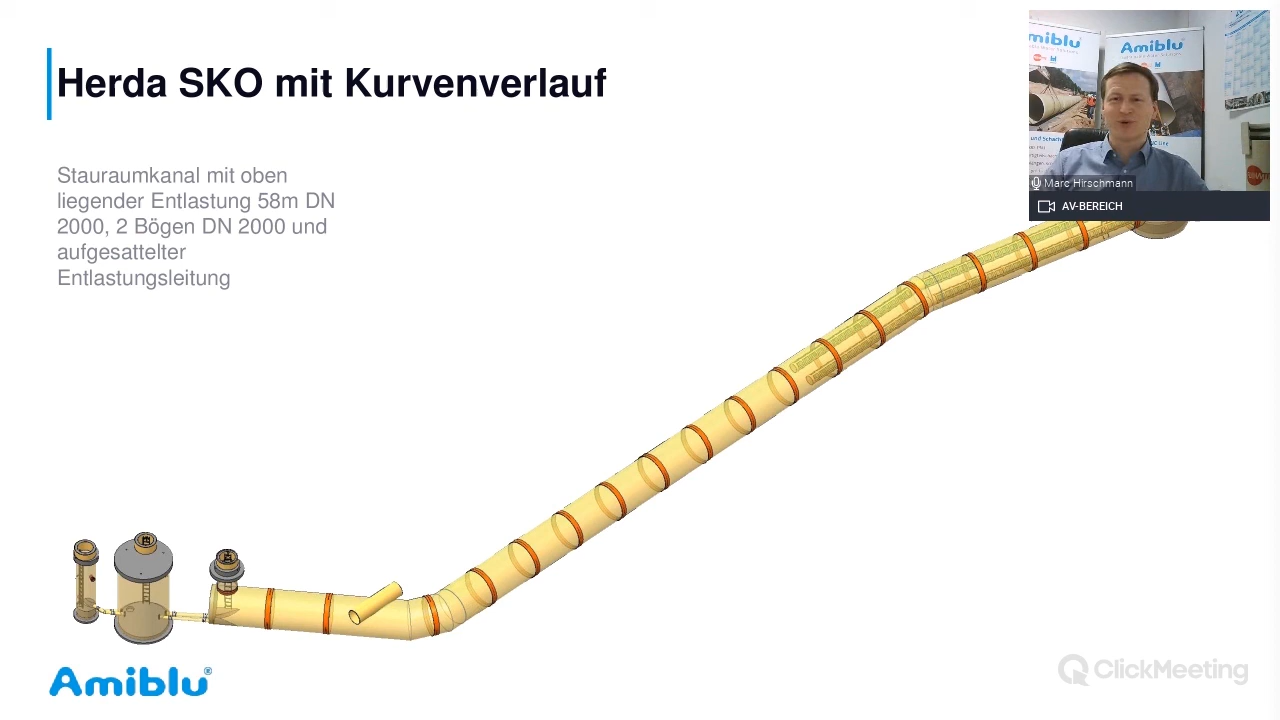 Herda SKO mit Kurvenverlauf
Stauraumkanal mit oben
liegender Entlastung 58m DN
2000, 2 Bögen DN 2000 und
aufgesattelter
Entlastungsleitung
miblu
Amiblu
Marc Hirschmann
AV-BEREICH
Amiblu
ClickMeeting